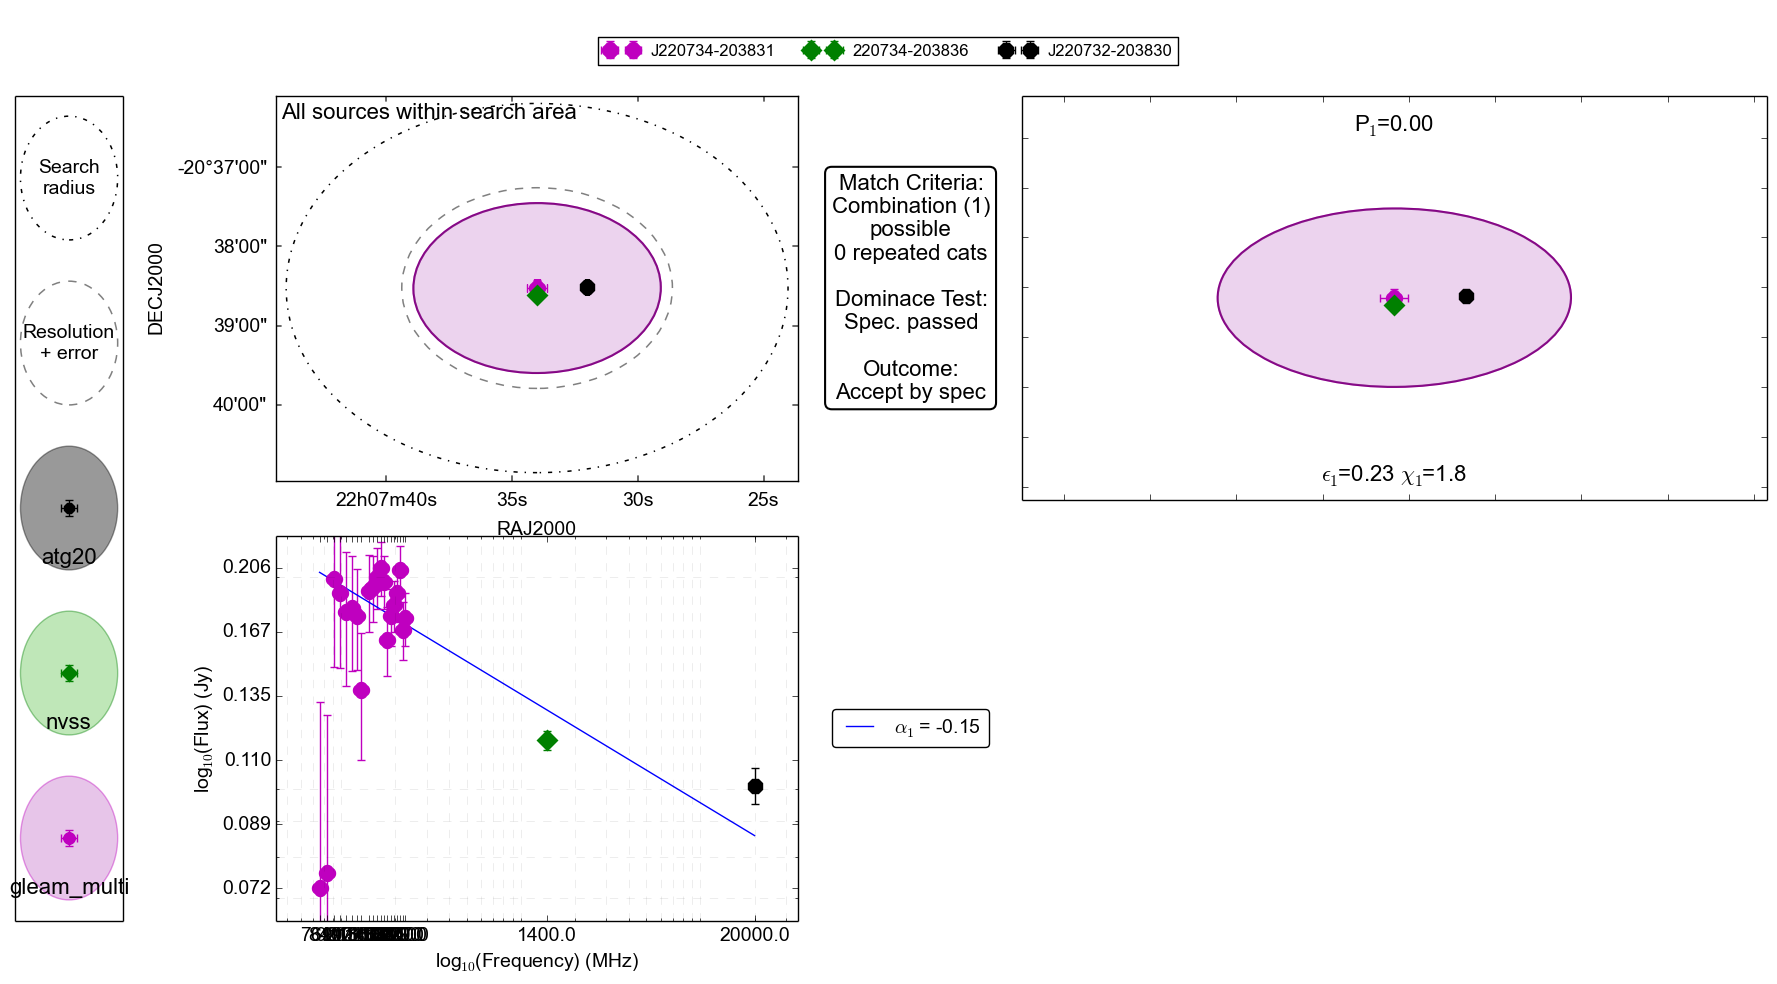 J220734-203831
220734-203836
J220732-203830
Search
radius
Resolution
+ error
atg20
nvss
gleam_multi
All sources within search area
DECJ2000
-20°37'00"
38'00"
39'00"
40'00"
22h07m40s
35s
30s
25s
RAJ2000
Match Criteria:
Combination (1)
possible
0 repeated cats
Dominace Test:
Spec. passed
Outcome:
Accept by spec
P₁=0.00
ϵ₁=0.23 χ₁=1.8
log₁₀(Flux) (Jy)
0.206
0.167
0.135
0.110
0.089
0.072
1400.0
20000.0
log₁₀(Frequency) (MHz)
α₁ = -0.15